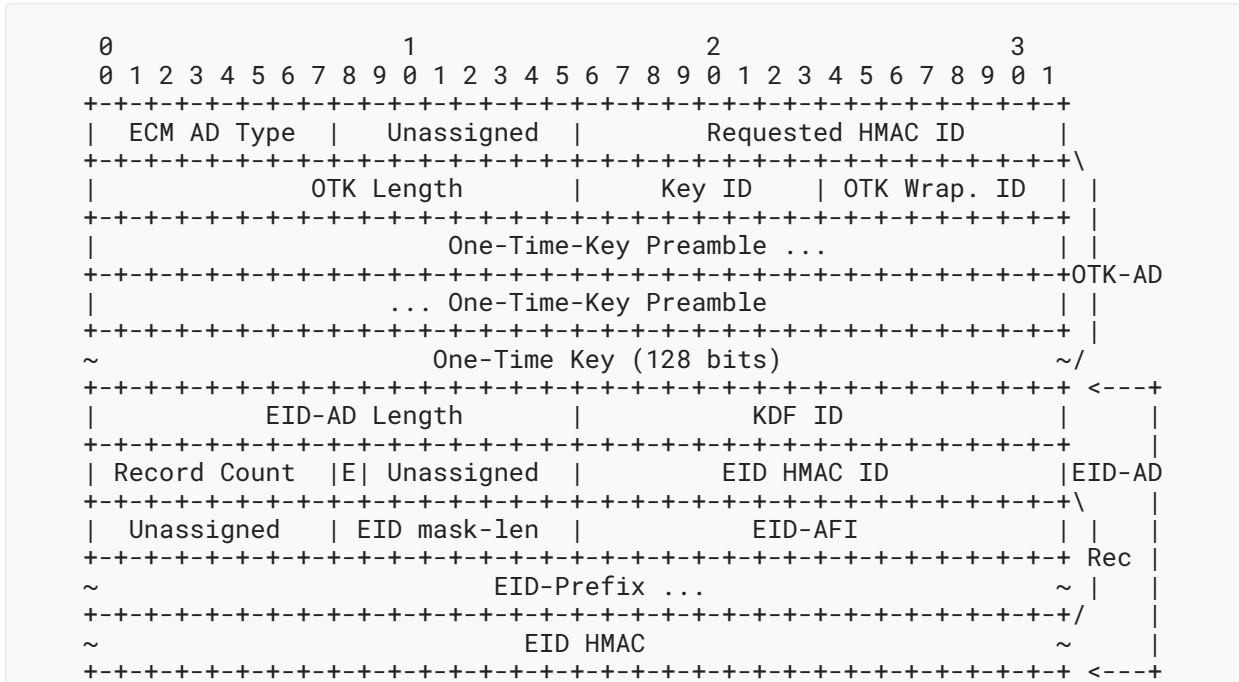 0                   1                   2                   3
 0 1 2 3 4 5 6 7 8 9 0 1 2 3 4 5 6 7 8 9 0 1 2 3 4 5 6 7 8 9 0 1
+-+-+-+-+-+-+-+-+-+-+-+-+-+-+-+-+-+-+-+-+-+-+-+-+-+-+-+-+-+-+-+-+
|  ECM AD Type  |   Unassigned  |        Requested HMAC ID      |
+-+-+-+-+-+-+-+-+-+-+-+-+-+-+-+-+-+-+-+-+-+-+-+-+-+-+-+-+-+-+-+-+\
|              OTK Length       |     Key ID    | OTK Wrap. ID  | |
+-+-+-+-+-+-+-+-+-+-+-+-+-+-+-+-+-+-+-+-+-+-+-+-+-+-+-+-+-+-+-+-+ |
|                       One-Time-Key Preamble ...               | |
+-+-+-+-+-+-+-+-+-+-+-+-+-+-+-+-+-+-+-+-+-+-+-+-+-+-+-+-+-+-+-+-+OTK-AD
|                   ... One-Time-Key Preamble                   | |
+-+-+-+-+-+-+-+-+-+-+-+-+-+-+-+-+-+-+-+-+-+-+-+-+-+-+-+-+-+-+-+-+ |
~                      One-Time Key (128 bits)                  ~/
+-+-+-+-+-+-+-+-+-+-+-+-+-+-+-+-+-+-+-+-+-+-+-+-+-+-+-+-+-+-+-+-+ <---+
|           EID-AD Length       |           KDF ID              |     |
+-+-+-+-+-+-+-+-+-+-+-+-+-+-+-+-+-+-+-+-+-+-+-+-+-+-+-+-+-+-+-+-+     |
| Record Count  |E| Unassigned  |         EID HMAC ID           |EID-AD
+-+-+-+-+-+-+-+-+-+-+-+-+-+-+-+-+-+-+-+-+-+-+-+-+-+-+-+-+-+-+-+-+\    |
|  Unassigned   | EID mask-len  |           EID-AFI             | |   |
+-+-+-+-+-+-+-+-+-+-+-+-+-+-+-+-+-+-+-+-+-+-+-+-+-+-+-+-+-+-+-+-+ Rec |
~                          EID-Prefix ...                       ~ |   |
+-+-+-+-+-+-+-+-+-+-+-+-+-+-+-+-+-+-+-+-+-+-+-+-+-+-+-+-+-+-+-+-+/    |
~                            EID HMAC                           ~     |
+-+-+-+-+-+-+-+-+-+-+-+-+-+-+-+-+-+-+-+-+-+-+-+-+-+-+-+-+-+-+-+-+ <---+